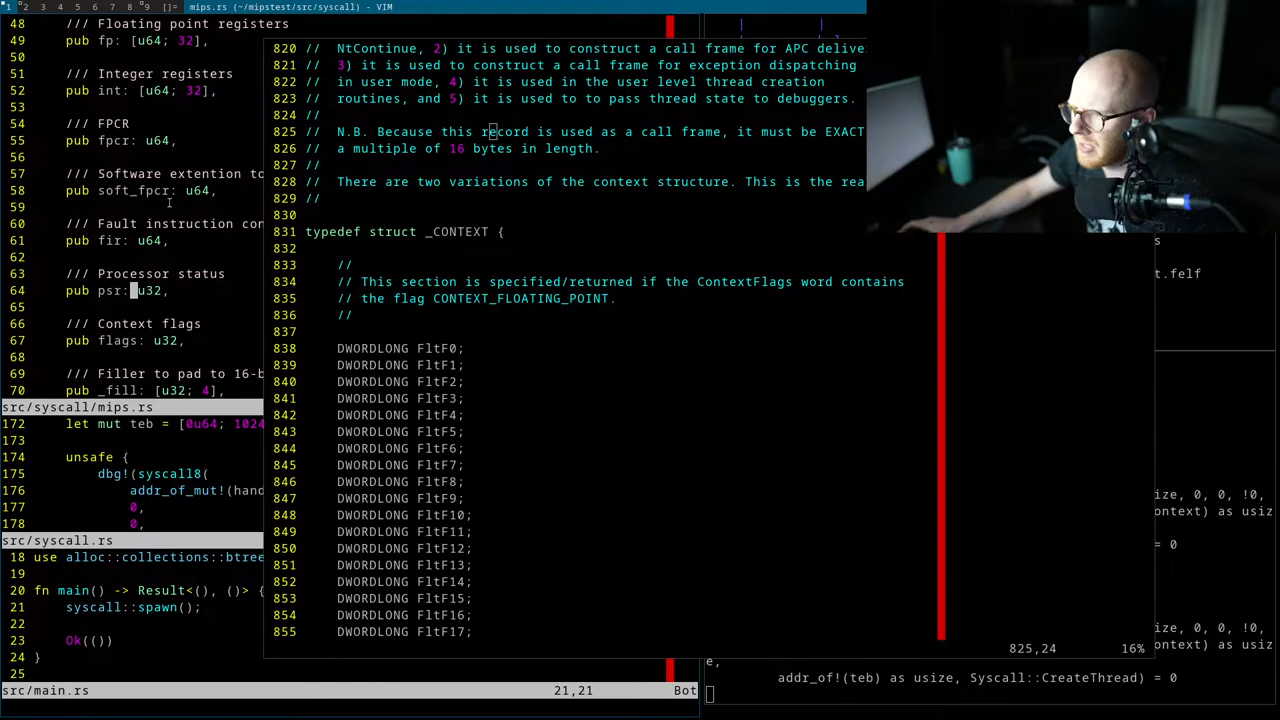 1 2 3 4 5 6 7 8 9 []= mips.rs (~/mipstest/src/syscall) - VIM
48 /// Floating point registers
49 pub fp: [u64; 32],
50
51 /// Integer registers
52 pub int: [u64; 32],
53
54 /// FPCR
55 pub fpcr: u64,
56
57 /// Software extention to
58 pub soft_fpcr: u64,
59
60 /// Fault instruction con
61 pub fir: u64,
62
63 /// Processor status
64 pub psr: u32,
65
66 /// Context flags
67 pub flags: u32,
68
69 /// Filler to pad to 16-b
70 pub _fill: [u32; 4],
src/syscall/mips.rs
172 let mut teb = [0u64; 1024
173
174 unsafe {
175 dbg!(syscall8(
176 addr_of_mut!(hand
177 0,
178 0,
src/syscall.rs
18 use alloc::collections::btree
19
20 fn main() -> Result<(), ()> {
21 syscall::spawn();
22
23 Ok(())
24 }
25
src/main.rs 21,21 Bot
820 // NtContinue, 2) it is used to construct a call frame for APC delive
821 // 3) it is used to construct a call frame for exception dispatching
822 // in user mode, 4) it is used in the user level thread creation
823 // routines, and 5) it is used to to pass thread state to debuggers.
824 //
825 // N.B. Because this record is used as a call frame, it must be EXACT
826 // a multiple of 16 bytes in length.
827 //
828 // There are two variations of the context structure. This is the rea
829 //
830
831 typedef struct _CONTEXT {
832
833 //
834 // This section is specified/returned if the ContextFlags word contains
835 // the flag CONTEXT_FLOATING_POINT.
836 //
837
838 DWORDLONG FltF0;
839 DWORDLONG FltF1;
840 DWORDLONG FltF2;
841 DWORDLONG FltF3;
842 DWORDLONG FltF4;
843 DWORDLONG FltF5;
844 DWORDLONG FltF6;
845 DWORDLONG FltF7;
846 DWORDLONG FltF8;
847 DWORDLONG FltF9;
848 DWORDLONG FltF10;
849 DWORDLONG FltF11;
850 DWORDLONG FltF12;
851 DWORDLONG FltF13;
852 DWORDLONG FltF14;
853 DWORDLONG FltF15;
854 DWORDLONG FltF16;
855 DWORDLONG FltF17;
825,24 16%
s
t.felf
ize, 0, 0, !0,
ontext) as usiz
= 0
ize, 0, 0, !0,
ontext) as usiz
e,
addr_of!(teb) as usize, Syscall::CreateThread) = 0